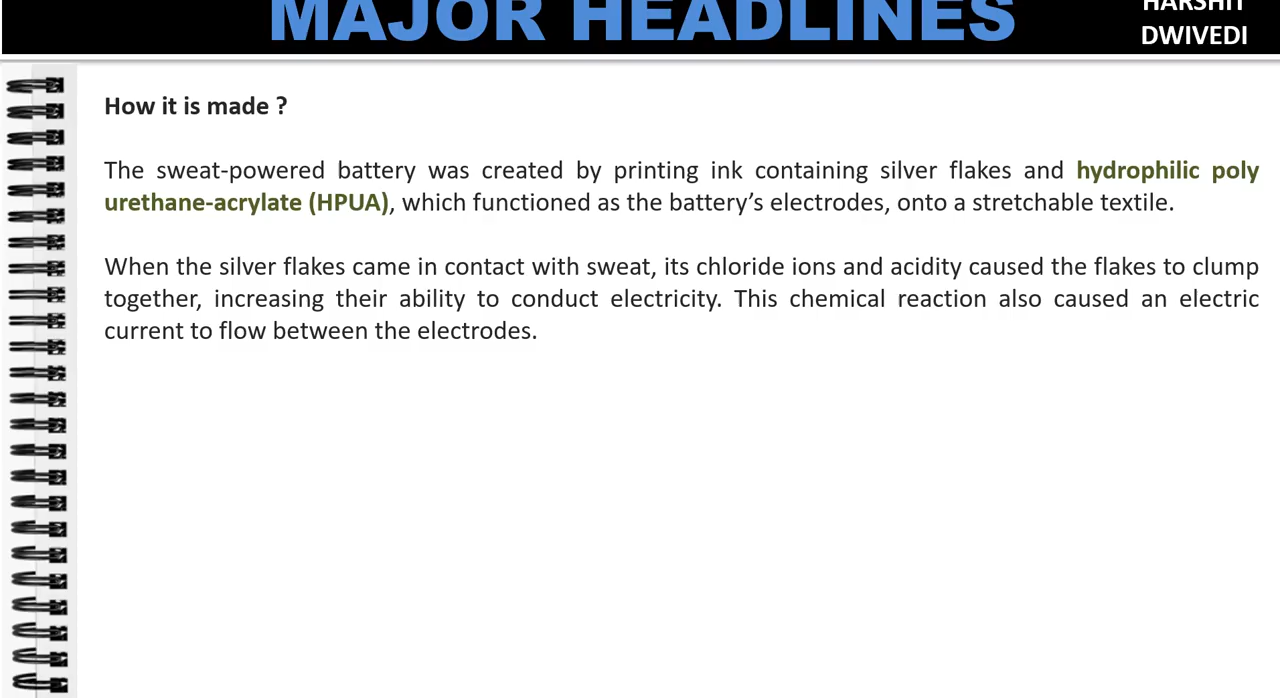 MAJOR HEADLINES
HARSHIT
DWIVEDI
How it is made ?
The sweat-powered battery was created by printing ink containing silver flakes and hydrophilic poly
urethane-acrylate (HPUA), which functioned as the battery’s electrodes, onto a stretchable textile.
When the silver flakes came in contact with sweat, its chloride ions and acidity caused the flakes to clump
together, increasing their ability to conduct electricity. This chemical reaction also caused an electric
current to flow between the electrodes.